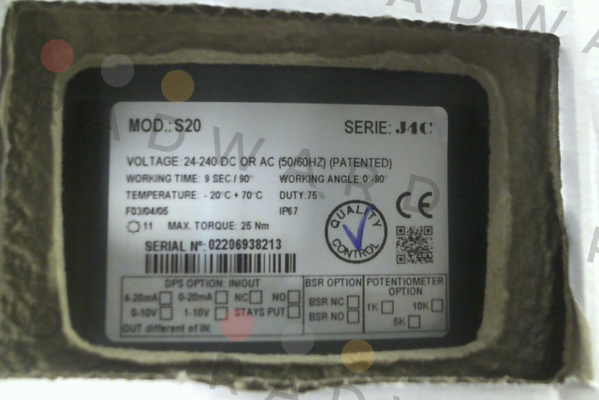 MOD.: S20 SERIE: J4C
VOLTAGE 24-240 DC OR AC (50/60HZ) (PATENTED)
WORKING TIME: 9 SEC / 90° WORKING ANGLE: 0°-90°
TEMPERATURE: - 20°C + 70°C DUTY: 75%
F03/04/05 IP67
11 MAX. TORQUE: 25 Nm
SERIAL Nº: 02206938213
QUALITY CONTROL
CE
DPS OPTION: IN/OUT
4-20mA 0-20mA NC NO
0-10V 1-10V STAYS PUT
OUT different of IN:
BSR OPTION
BSR NC
BSR NO
POTENTIOMETER
OPTION
1K 10K
5K
RADWARD